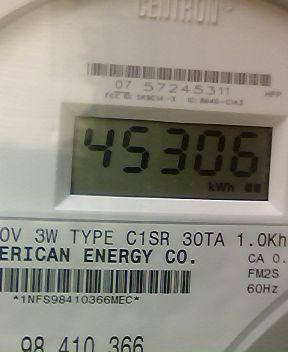 CENTRON
07 57245311
HPP
45306
kWh
0V 3W TYPE C1SR 30TA 1.0Kh
ERICAN ENERGY CO.
CA 0.
FM2S
60Hz
*1NFS98410366MEC*
98 410 366